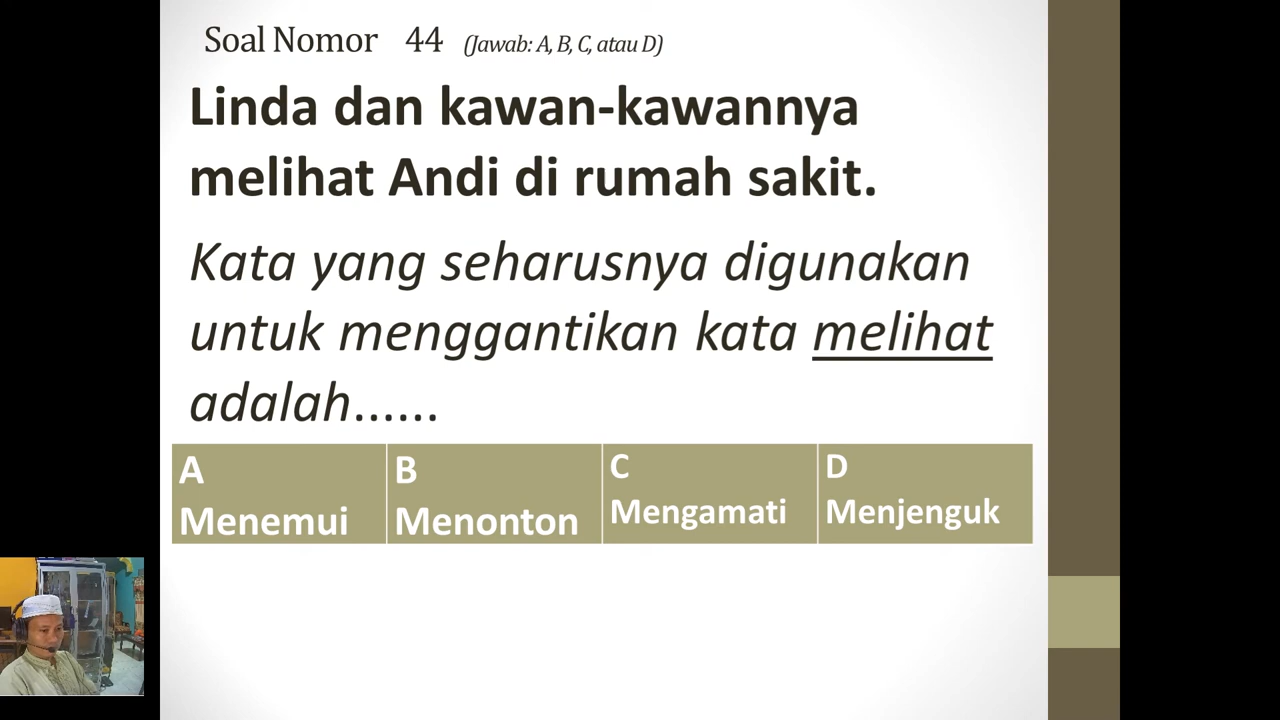 Soal Nomor 44 (Jawab: A, B, C, atau D)
Linda dan kawan-kawannya
melihat Andi di rumah sakit.
Kata yang seharusnya digunakan
untuk menggantikan kata melihat
adalah......
A
Menemui
B
Menonton
C
Mengamati
D
Menjenguk